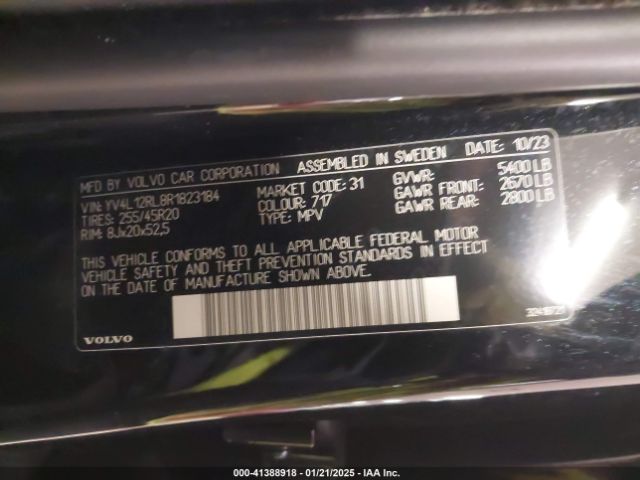 MFD BY VOLVO CAR CORPORATION ASSEMBLED IN SWEDEN DATE: 10/23
VIN: YV4L12RL8R1823184 MARKET CODE: 31 GVWR: 5400 LB
TIRES: 255/45R20 COLOUR: 717 GAWR FRONT: 2670 LB
RIM: 8Jx20x52,5 TYPE: MPV GAWR REAR: 2800 LB
THIS VEHICLE CONFORMS TO ALL APPLICABLE FEDERAL MOTOR
VEHICLE SAFETY AND THEFT PREVENTION STANDARDS IN EFFECT
ON THE DATE OF MANUFACTURE SHOWN ABOVE.
VOLVO
000-41388918 - 01/21/2025 - IAA Inc.